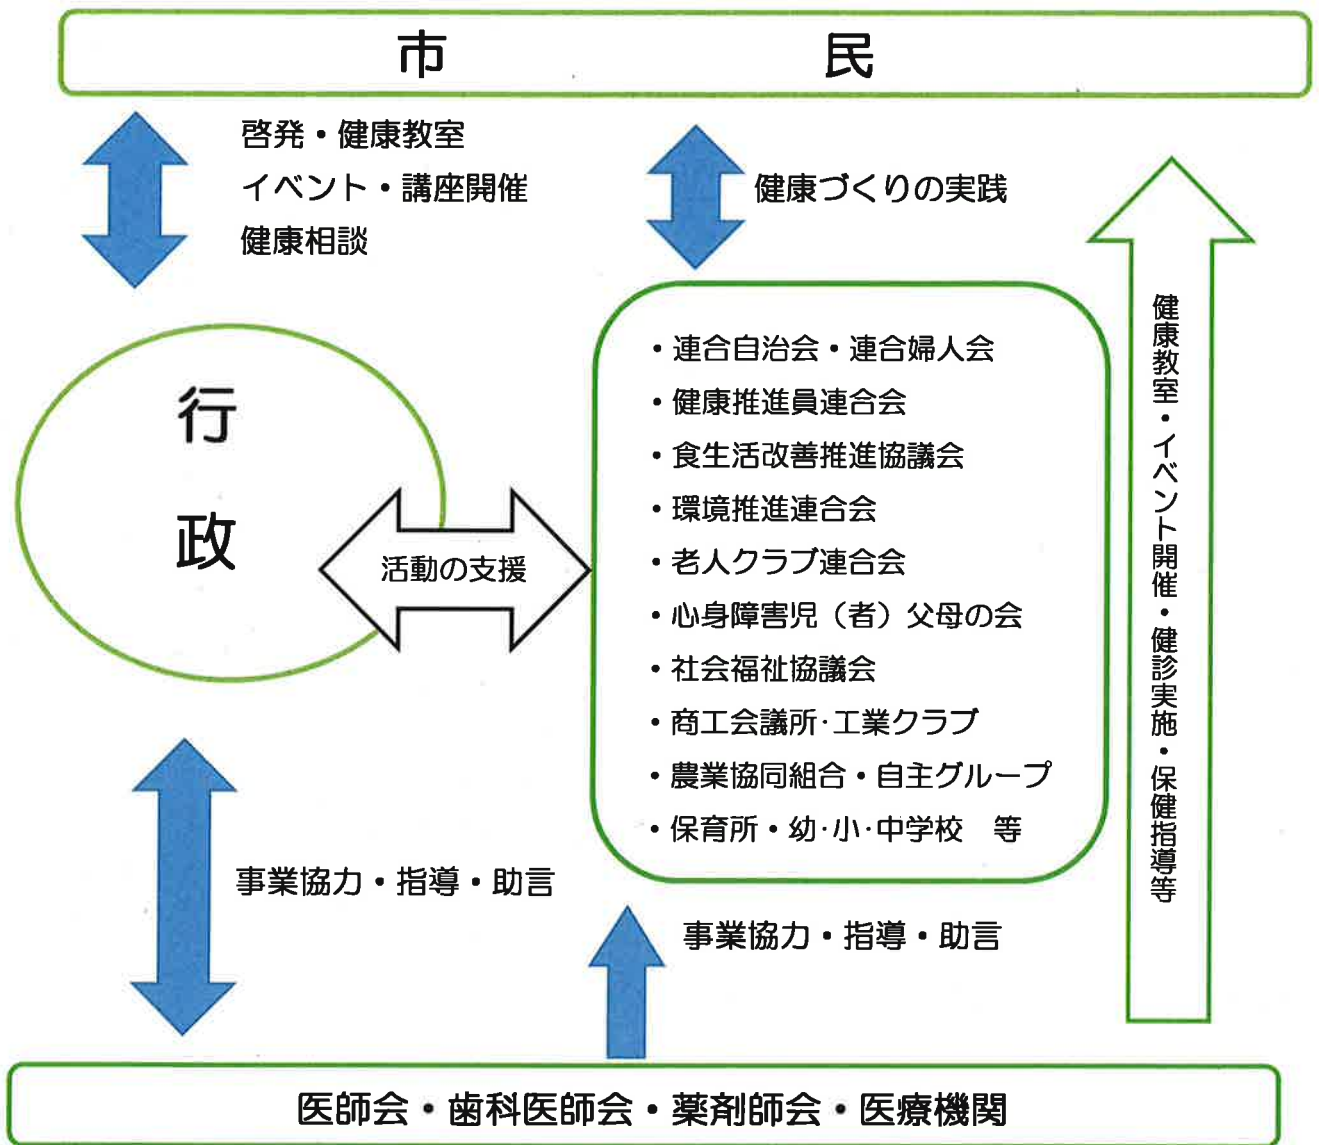 市　民
啓発・健康教室
イベント・講座開催
健康相談
健康づくりの実践
行
政
活動の支援
・連合自治会・連合婦人会
・健康推進員連合会
・食生活改善推進協議会
・環境推進連合会
・老人クラブ連合会
・心身障害児（者）父母の会
・社会福祉協議会
・商工会議所・工業クラブ
・農業協同組合・自主グループ
・保育所・幼・小・中学校　等
健康教室・イベント開催・健診実施・保健指導等
事業協力・指導・助言
事業協力・指導・助言
医師会・歯科医師会・薬剤師会・医療機関